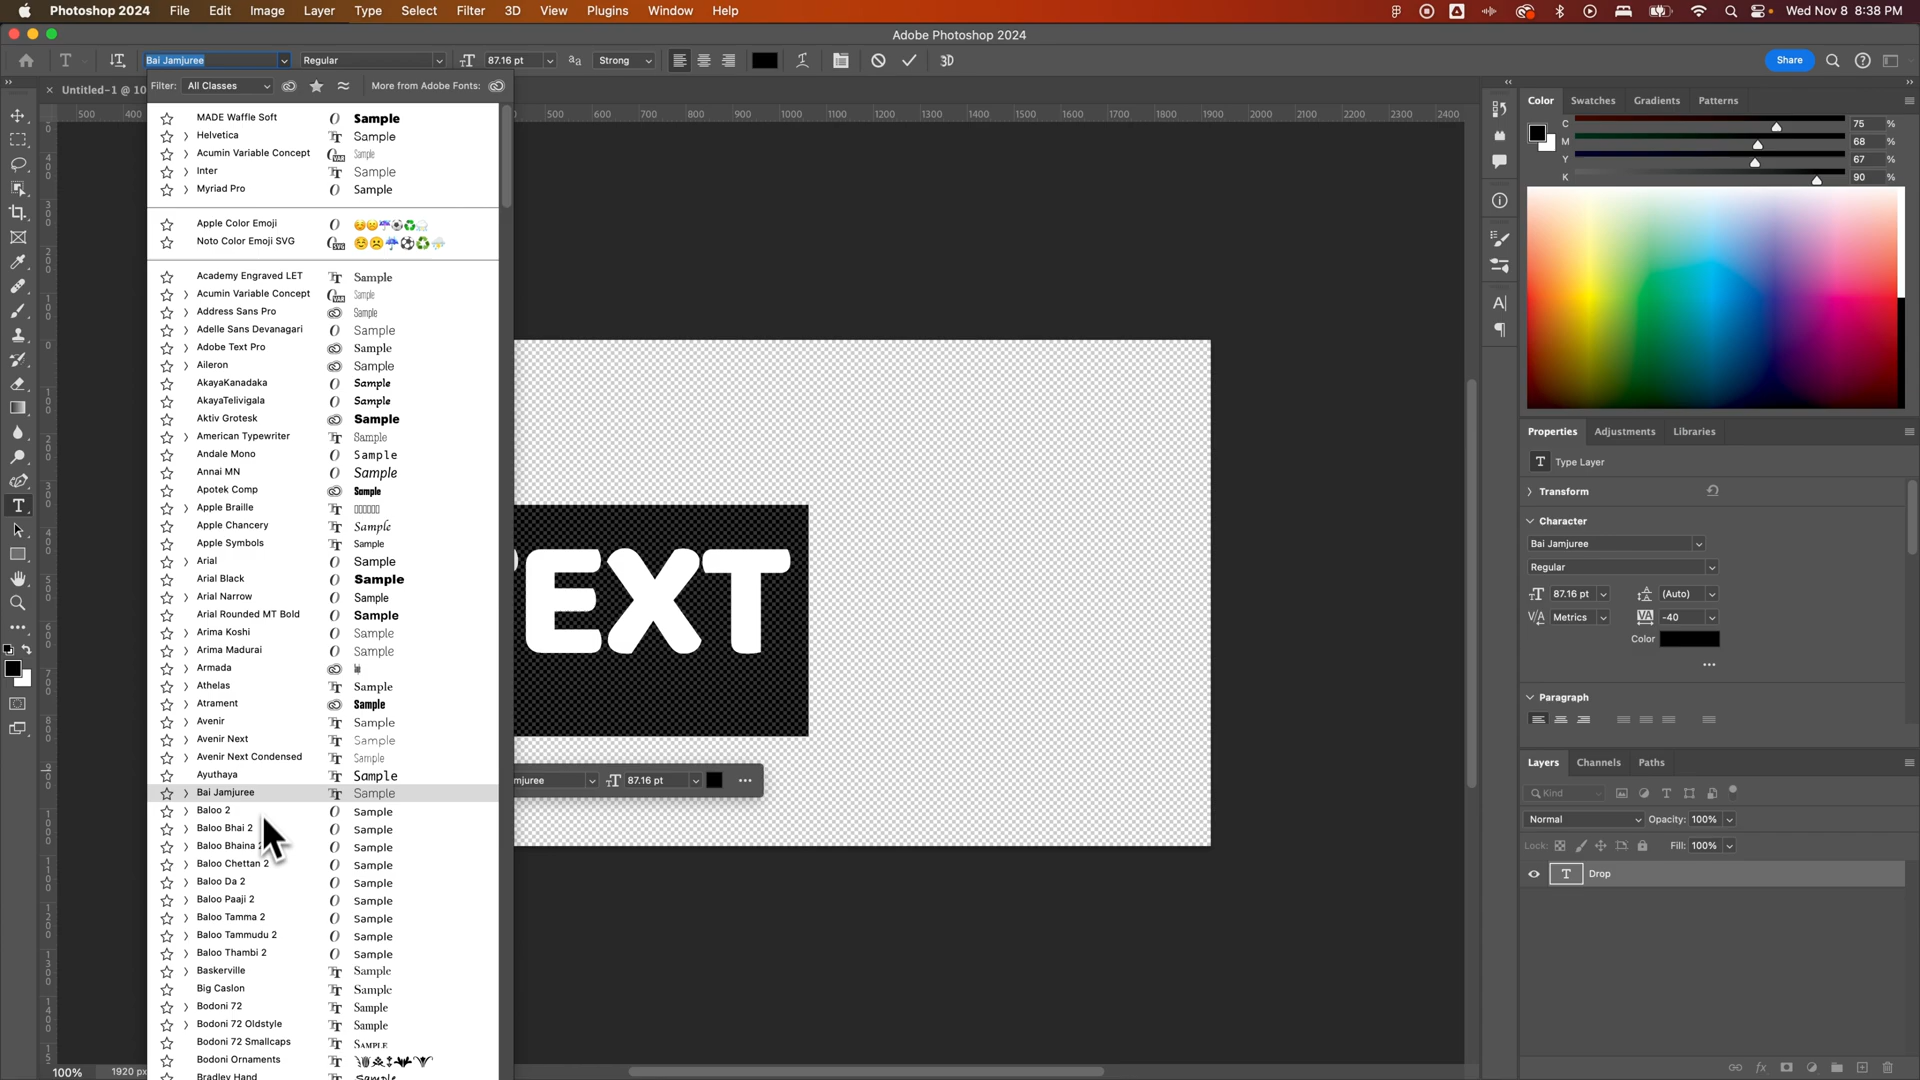 Photoshop 2024 File Edit Image Layer Type Select Filter 3D View Plugins Window Help Wed Nov 8 8:38 PM
Adobe Photoshop 2024
Bai Jamjuree Regular 87.16 pt Strong 3D Share
Filter: All Classes More from Adobe Fonts:
Untitled-1 @ 10
500 400 500 600 700 800 900 1000 1100 1200 1300 1400 1500 1600 1700 1800 1900 2000 2100 2200 2300 2400
MADE Waffle Soft Sample
Helvetica Sample
Acumin Variable Concept Sample
Inter Sample
Myriad Pro Sample
Apple Color Emoji
Noto Color Emoji SVG
Academy Engraved LET Sample
Acumin Variable Concept Sample
Address Sans Pro Sample
Adelle Sans Devanagari Sample
Adobe Text Pro Sample
Aileron Sample
AkayaKanadaka Sample
AkayaTelivigala Sample
Aktiv Grotesk Sample
American Typewriter Sample
Andale Mono Sample
Annai MN Sample
Apotek Comp Sample
Apple Braille
Apple Chancery Sample
Apple Symbols Sample
Arial Sample
Arial Black Sample
Arial Narrow Sample
Arial Rounded MT Bold Sample
Arima Koshi Sample
Arima Madurai Sample
Armada
Athelas Sample
Atrament Sample
Avenir Sample
Avenir Next Sample
Avenir Next Condensed Sample
Ayuthaya Sample
Bai Jamjuree Sample
Baloo 2 Sample
Baloo Bhai 2 Sample
Baloo Bhaina Sample
Baloo Chettan 2 Sample
Baloo Da 2 Sample
Baloo Paaji 2 Sample
Baloo Tamma 2 Sample
Baloo Tammudu 2 Sample
Baloo Thambi 2 Sample
Baskerville Sample
Big Caslon Sample
Bodoni 72 Sample
Bodoni 72 Oldstyle Sample
Bodoni 72 Smallcaps SAMPLE
Bodoni Ornaments
Bradley Hand Sample
EXT
mjuree 87.16 pt
100% 1920 px
Color Swatches Gradients Patterns
C 75 %
M 68 %
Y 67 %
K 90 %
Properties Adjustments Libraries
Type Layer
Transform
Character
Bai Jamjuree
Regular
87.16 pt (Auto)
Metrics -40
Color
Paragraph
Layers Channels Paths
Kind
Normal Opacity: 100%
Lock: Fill: 100%
T Drop